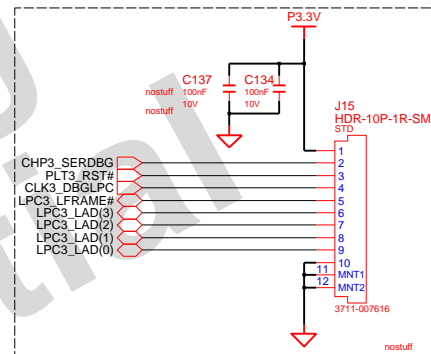 P3.3V
nostuff
C137
100nF
10V
nostuff
C134
100nF
10V
J15
HDR-10P-1R-SM
STD
1
CHP3_SERDBG 2
PLT3_RST# 3
CLK3_DBGLPC 4
LPC3_LFRAME# 5
LPC3_LAD(3) 6
LPC3_LAD(2) 7
LPC3_LAD(1) 8
LPC3_LAD(0) 9
10
11 MNT1
12 MNT2
3711-007616
nostuff